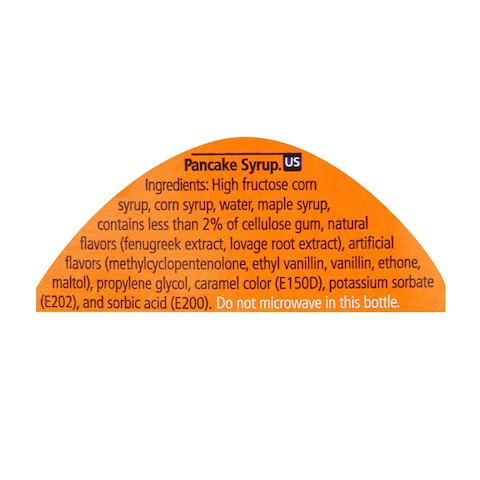 Pancake Syrup. US
Ingredients: High fructose corn
syrup, corn syrup, water, maple syrup,
contains less than 2% of cellulose gum, natural
flavors (fenugreek extract, lovage root extract), artificial
flavors (methylcyclopentenolone, ethyl vanillin, vanillin, ethone,
maltol), propylene glycol, caramel color (E150D), potassium sorbate
(E202), and sorbic acid (E200). Do not microwave in this bottle.